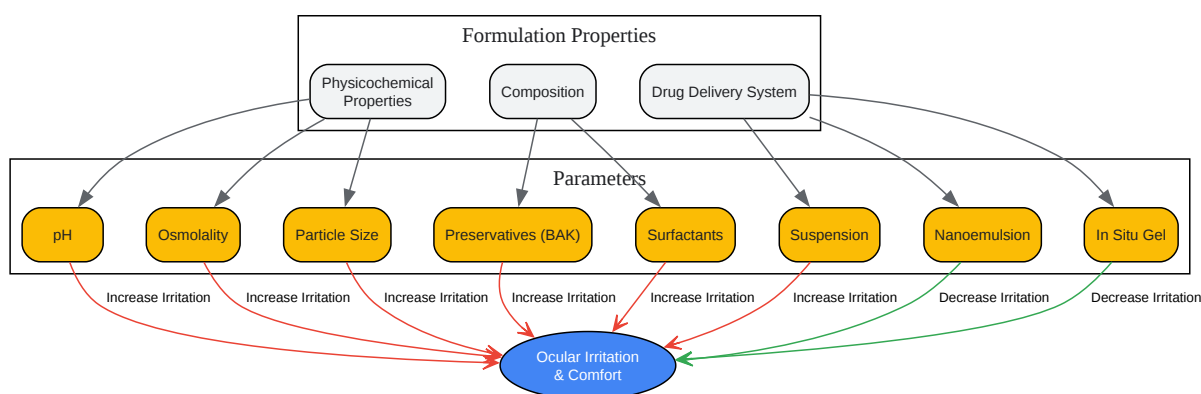 Formulation Properties
Physicochemical
Properties
Composition
Drug Delivery System
Parameters
pH
Osmolality
Particle Size
Preservatives (BAK)
Surfactants
Suspension
Nanoemulsion
In Situ Gel
Increase Irritation
Increase Irritation
Increase Irritation
Increase Irritation
Increase Irritation
Increase Irritation
Decrease Irritation
Decrease Irritation
Ocular Irritation
& Comfort